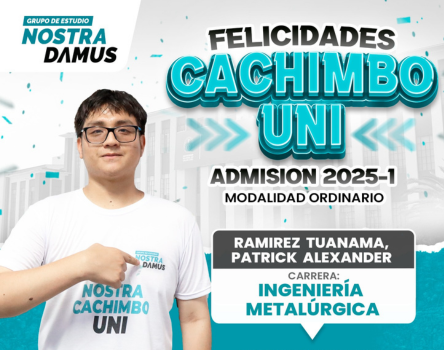 GRUPO DE ESTUDIO
NOSTRA
DAMUS
FELICIDADES
CACHIMBO
UNI
ADMISION 2025-1
MODALIDAD ORDINARIO
RAMIREZ TUANAMA,
PATRICK ALEXANDER
CARRERA:
INGENIERÍA
METALÚRGICA
NOSTRA
DAMUS
NOSTRA
CACHIMBO
UNI